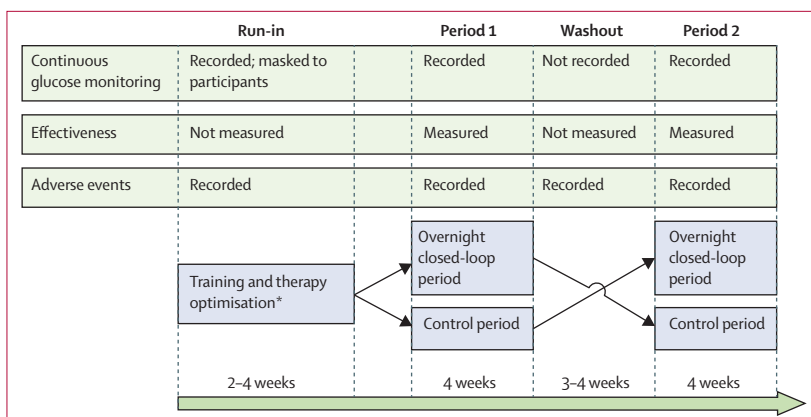 Run-in Period 1 Washout Period 2
Continuous glucose monitoring Recorded; masked to participants Recorded Not recorded Recorded
Effectiveness Not measured Measured Not measured Measured
Adverse events Recorded Recorded Recorded Recorded
Training and therapy
optimisation*
Overnight
closed-loop
period
Control period
Overnight
closed-loop
period
Control period
2–4 weeks 4 weeks 3–4 weeks 4 weeks